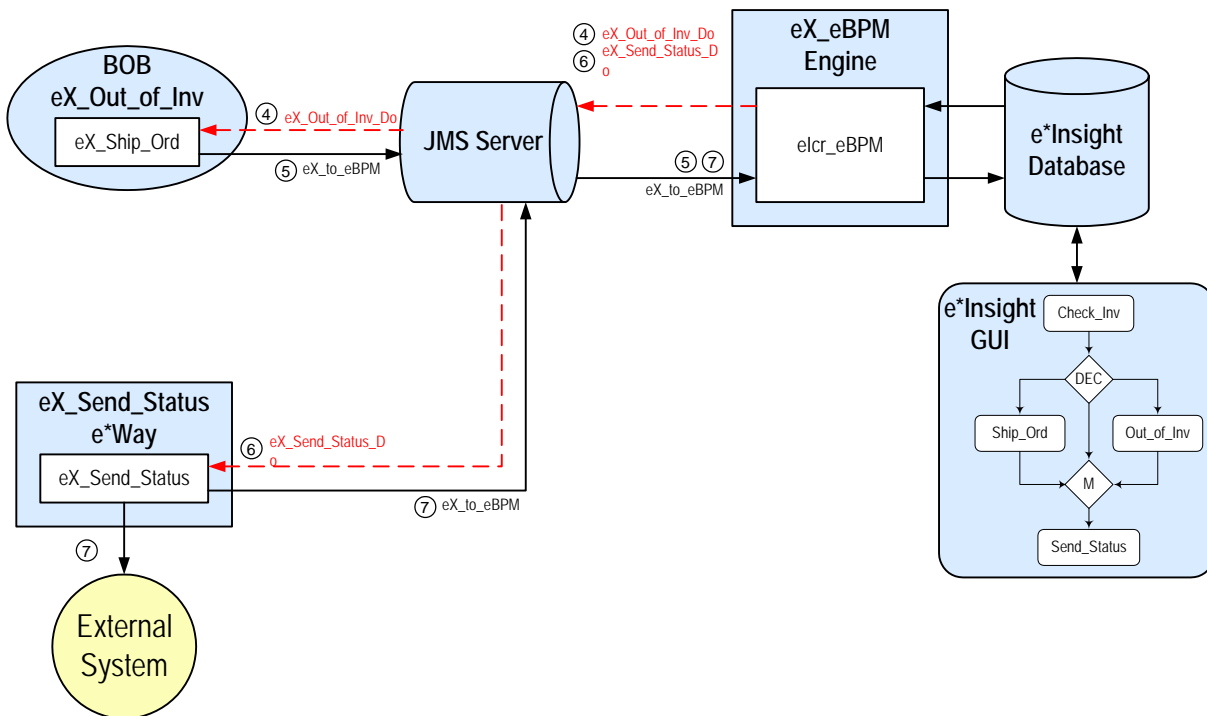 BOB
eX_Out_of_Inv
eX_Ship_Ord
4 eX_Out_of_Inv_Do
5 eX_to_eBPM
JMS Server
4 eX_Out_of_Inv_Do
6 eX_Send_Status_D
o
5 7
eX_to_eBPM
eX_eBPM
Engine
eIcr_eBPM
e*Insight
Database
e*Insight
GUI
Check_Inv
DEC
Ship_Ord
Out_of_Inv
M
Send_Status
eX_Send_Status
e*Way
eX_Send_Status
6 eX_Send_Status_D
o
7 eX_to_eBPM
7
External
System